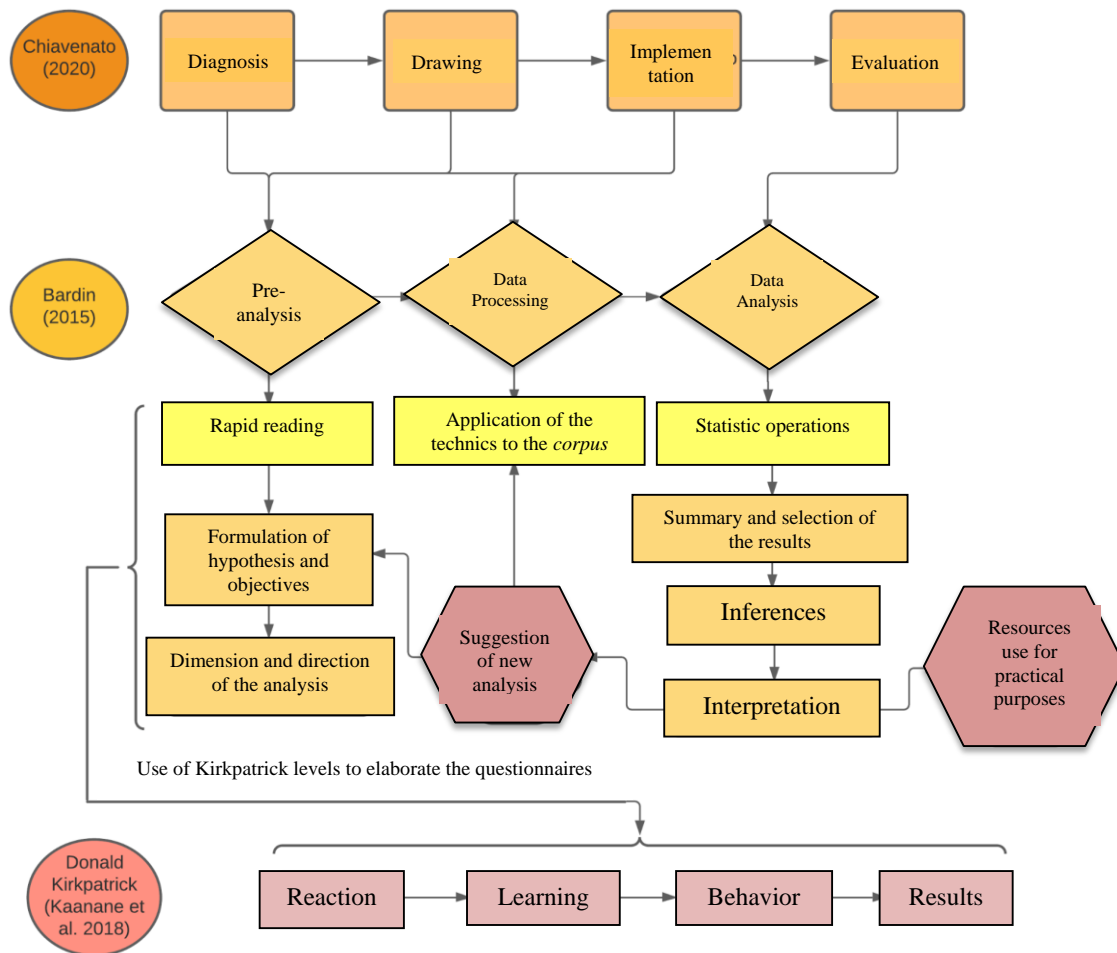 Chiavenato
(2020)
Diagnosis
Drawing
Implemen
tation
Evaluation
Bardin
(2015)
Pre-
analysis
Data
Processing
Data
Analysis
Rapid reading
Application of the
technics to the corpus
Statistic operations
Formulation of
hypothesis and
objectives
Summary and selection of
the results
Suggestion
of new
analysis
Inferences
Resources
use for
practical
purposes
Dimension and direction
of the analysis
Interpretation
Use of Kirkpatrick levels to elaborate the questionnaires
Donald
Kirkpatrick
(Kaanane et
al. 2018)
Reaction
Learning
Behavior
Results